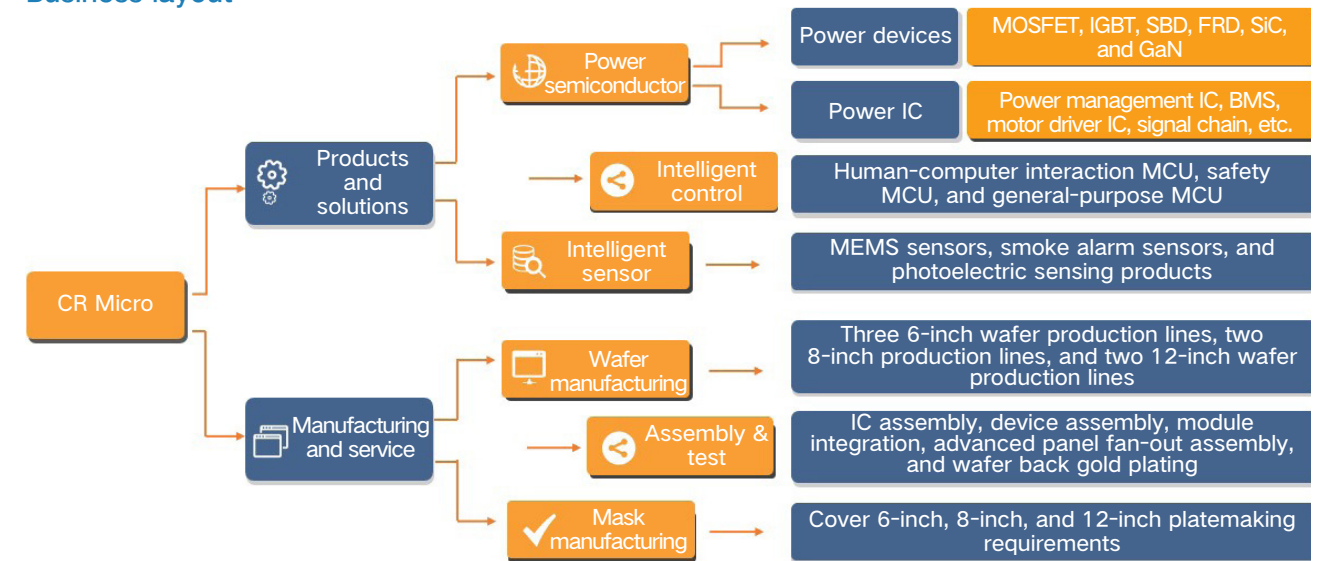 Business layout
CR Micro
Products
and
solutions
Power
semiconductor
Power devices
MOSFET, IGBT, SBD, FRD, SiC,
and GaN
Power IC
Power management IC, BMS,
motor driver IC, signal chain, etc.
Intelligent
control
Human-computer interaction MCU, safety
MCU, and general-purpose MCU
Intelligent
sensor
MEMS sensors, smoke alarm sensors, and
photoelectric sensing products
Manufacturing
and service
Wafer
manufacturing
Three 6-inch wafer production lines, two
8-inch production lines, and two 12-inch wafer
production lines
Assembly &
test
IC assembly, device assembly, module
integration, advanced panel fan-out assembly,
and wafer back gold plating
Mask
manufacturing
Cover 6-inch, 8-inch, and 12-inch platemaking
requirements